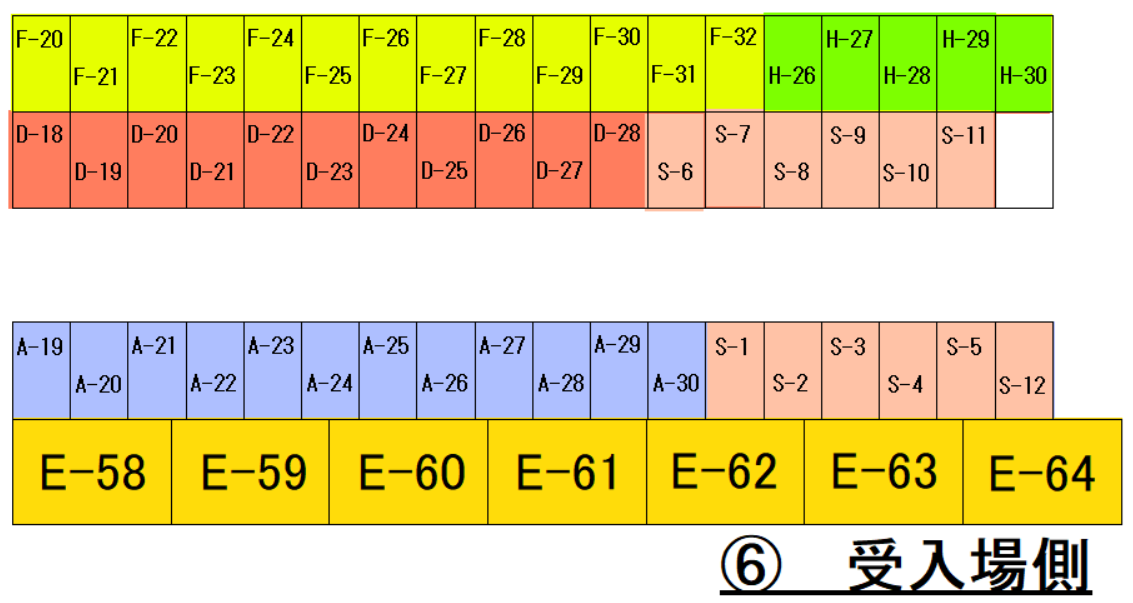 F-20 F-22 F-24 F-26 F-28 F-30 F-32 H-27 H-29
F-21 F-23 F-25 F-27 F-29 F-31 H-26 H-28 H-30
D-18 D-20 D-22 D-24 D-26 D-28 S-7 S-9 S-11
D-19 D-21 D-23 D-25 D-27 S-6 S-8 S-10
A-19 A-21 A-23 A-25 A-27 A-29 S-1 S-3 S-5
A-20 A-22 A-24 A-26 A-28 A-30 S-2 S-4 S-12
E-58 E-59 E-60 E-61 E-62 E-63 E-64
⑥ 受入場側